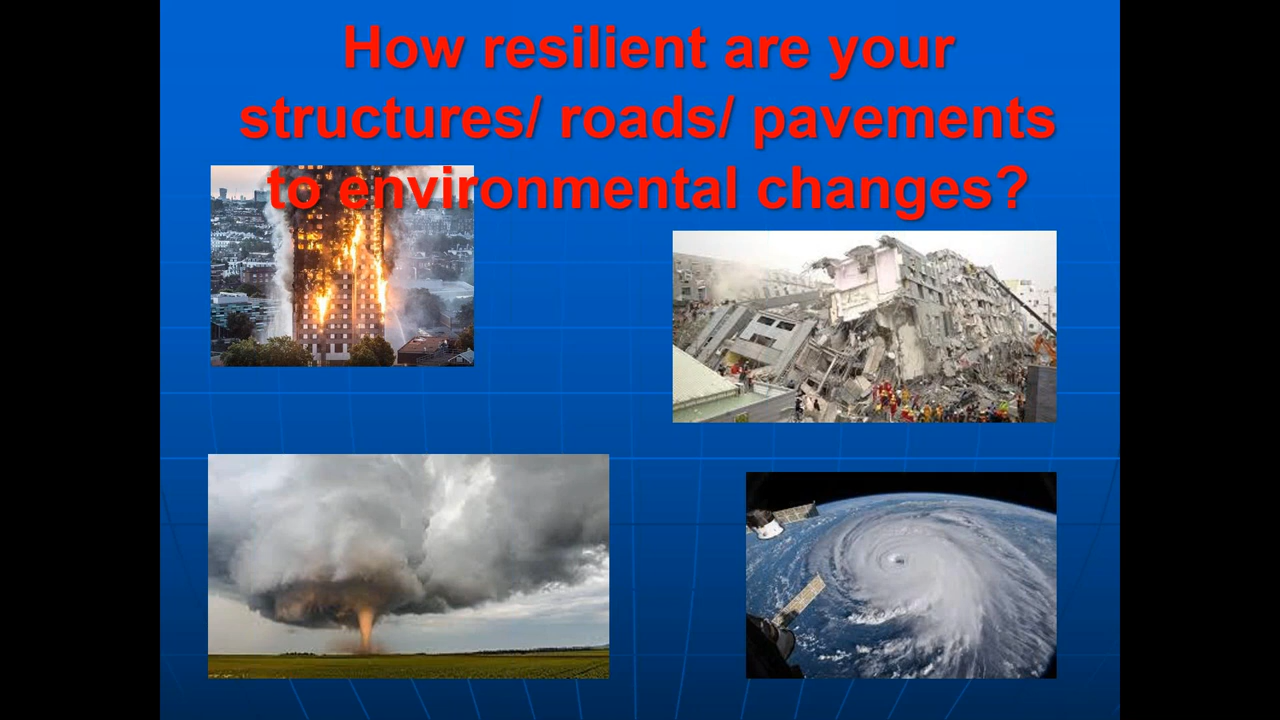 How resilient are your
structures/ roads/ pavements
to environmental changes?